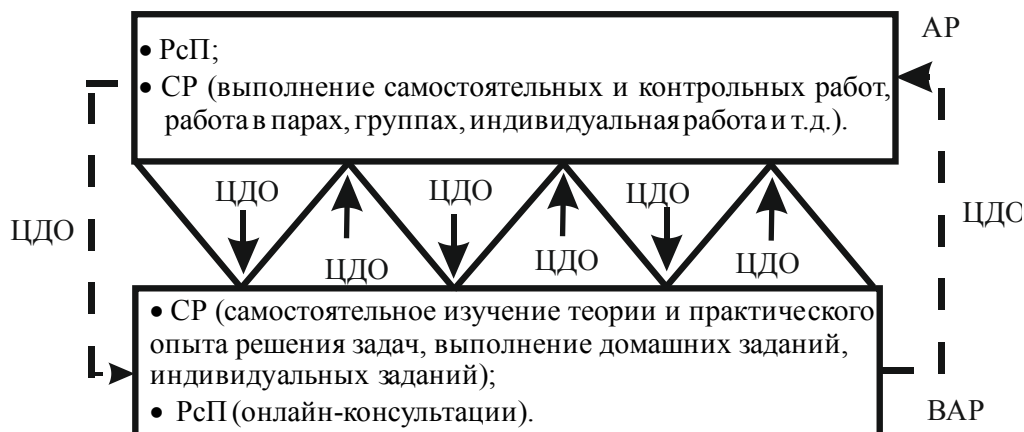 • РсП;
АР
• СР (выполнение самостоятельных и контрольных работ,
работа в парах, группах, индивидуальная работа и т.д.).
ЦДО ЦДО ЦДО
ЦДО ЦДО
ЦДО ЦДО ЦДО
• СР (самостоятельное изучение теории и практического
опыта решения задач, выполнение домашних заданий,
индивидуальных заданий);
• РсП (онлайн-консультации).
ВАР